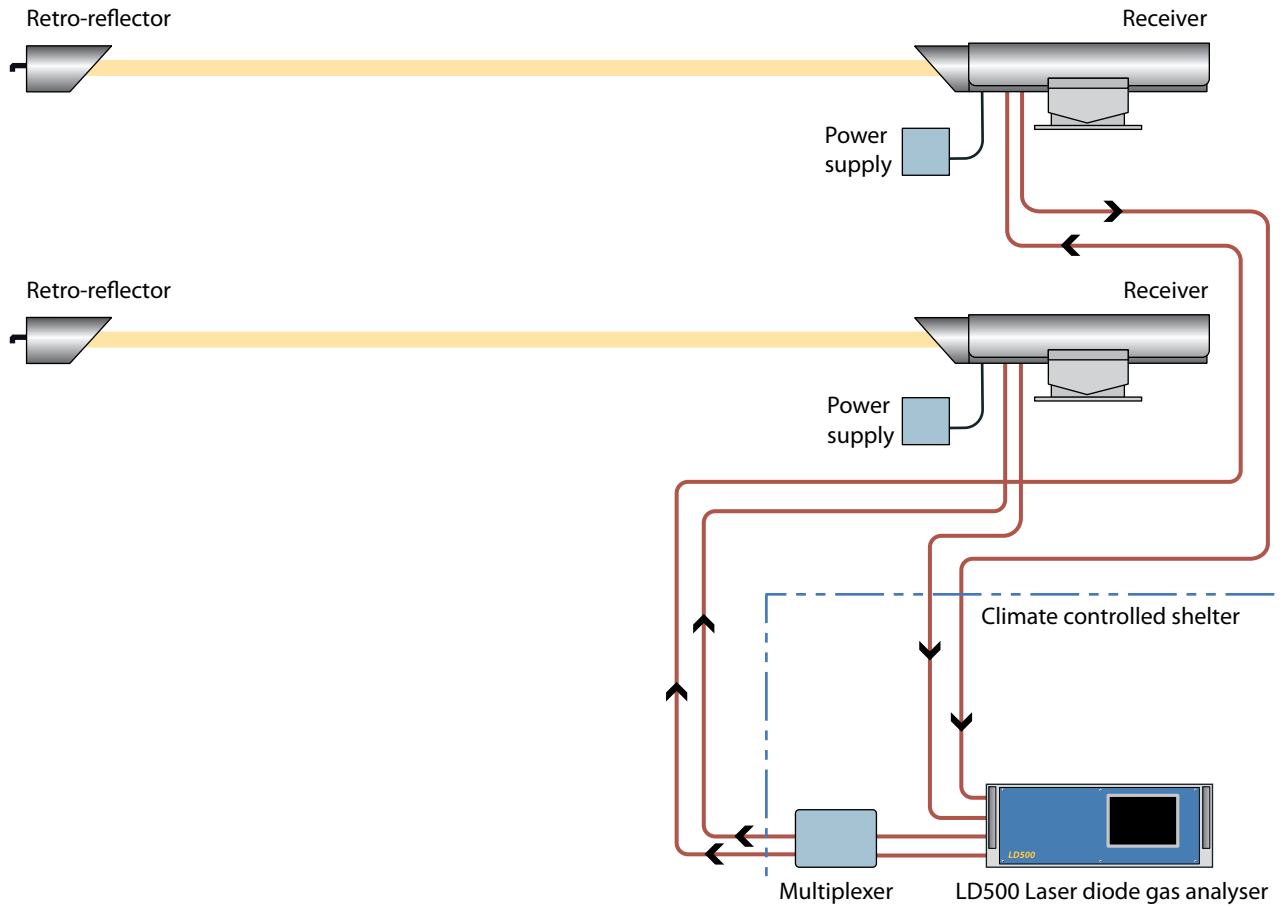 Retro-reflector
Receiver
Power
supply
Retro-reflector
Receiver
Power
supply
Climate controlled shelter
LD500
Multiplexer
LD500 Laser diode gas analyser